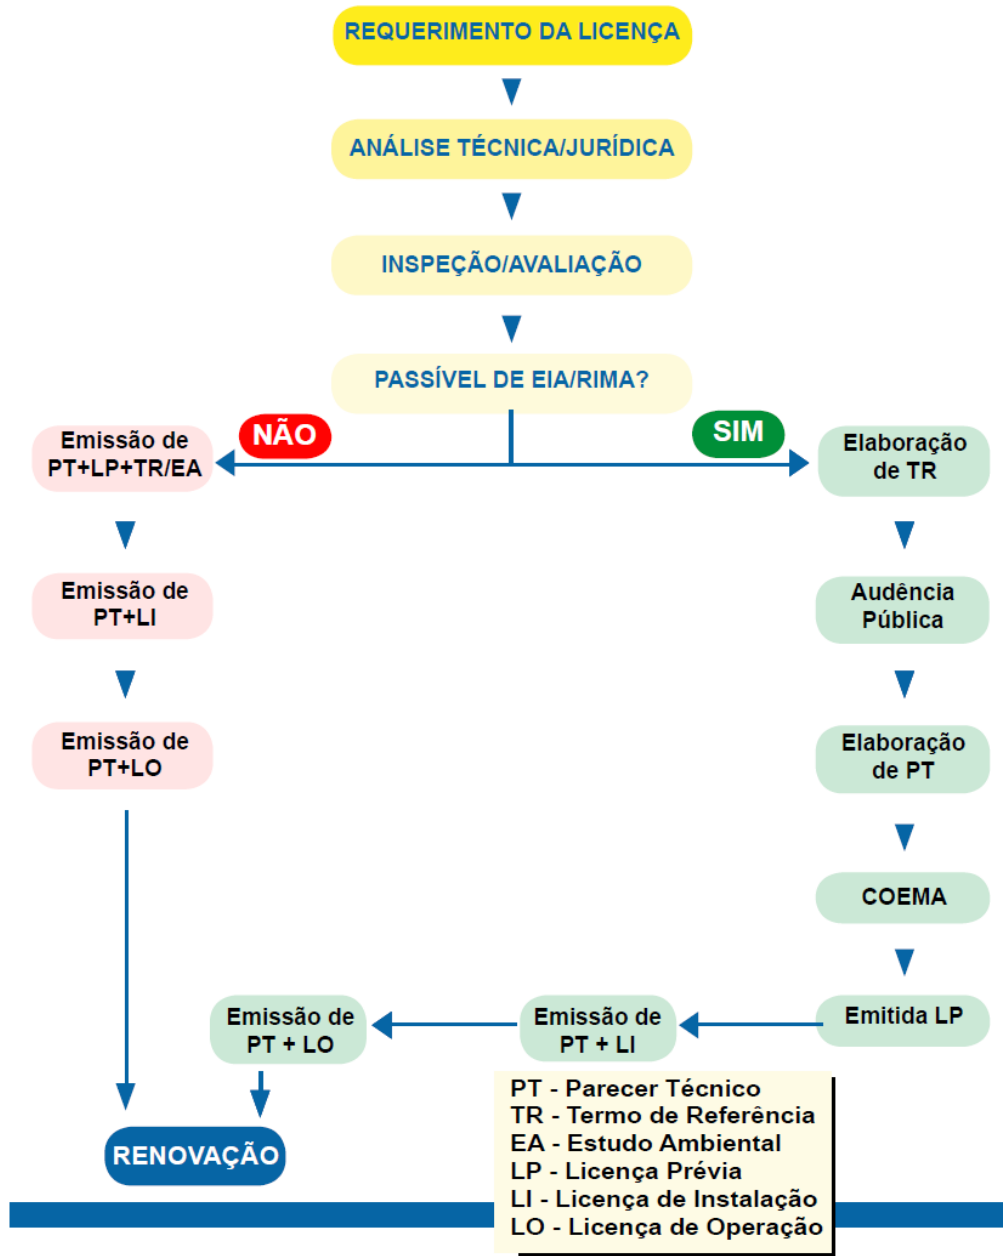 REQUERIMENTO DA LICENÇA
ANÁLISE TÉCNICA/JURÍDICA
INSPEÇÃO/AVALIAÇÃO
PASSÍVEL DE EIA/RIMA?
NÃO
SIM
Emissão de
PT+LP+TR/EA
Emissão de
PT+LI
Emissão de
PT+LO
Elaboração
de TR
Audência
Pública
Elaboração
de PT
COEMA
Emitida LP
Emissão de
PT + LI
Emissão de
PT + LO
RENOVAÇÃO
PT - Parecer Técnico
TR - Termo de Referência
EA - Estudo Ambiental
LP - Licença Prévia
LI - Licença de Instalação
LO - Licença de Operação